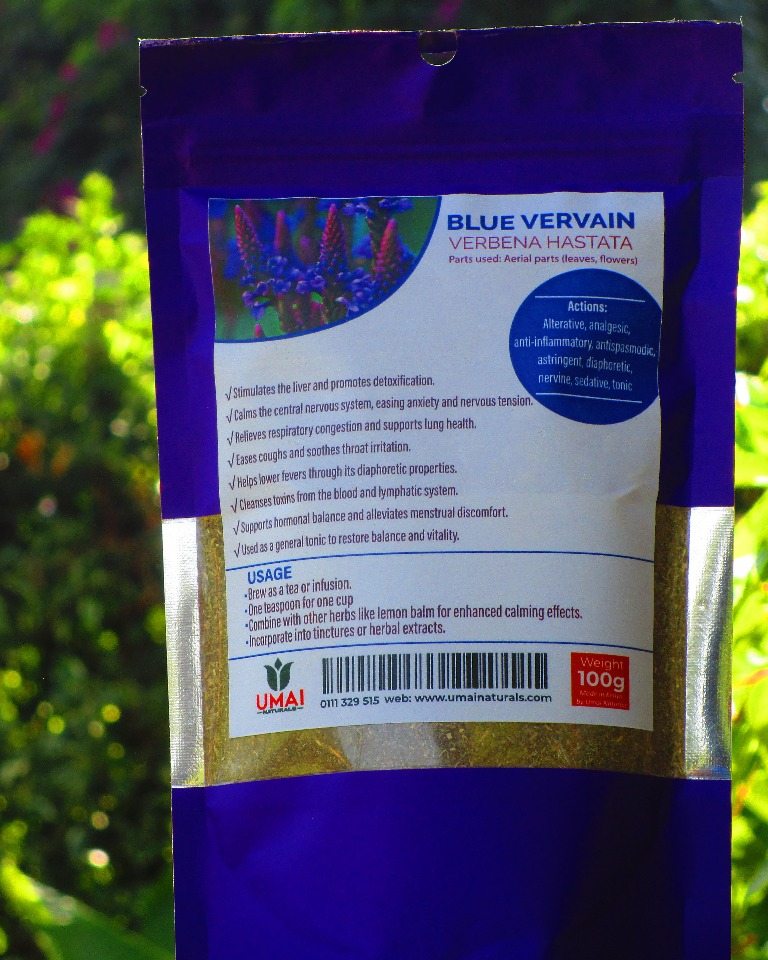 BLUE VERVAIN
VERBENA HASTATA
Parts used: Aerial parts (leaves, flowers)
Actions:
Alterative, analgesic,
anti-inflammatory, antispasmodic,
astringent, diaphoretic,
nervine, sedative, tonic
√ Stimulates the liver and promotes detoxification.
√ Calms the central nervous system, easing anxiety and nervous tension.
√ Relieves respiratory congestion and supports lung health.
√ Eases coughs and soothes throat irritation.
√ Helps lower fevers through its diaphoretic properties.
√ Cleanses toxins from the blood and lymphatic system.
√ Supports hormonal balance and alleviates menstrual discomfort.
√ Used as a general tonic to restore balance and vitality.
USAGE
• Brew as a tea or infusion.
• One teaspoon for one cup
• Combine with other herbs like lemon balm for enhanced calming effects.
• Incorporate into tinctures or herbal extracts.
UMAI
NATURALS
0111 329 515 web: www.umainaturals.com
Weight
100g
Made in Kenya
by Umai Naturals